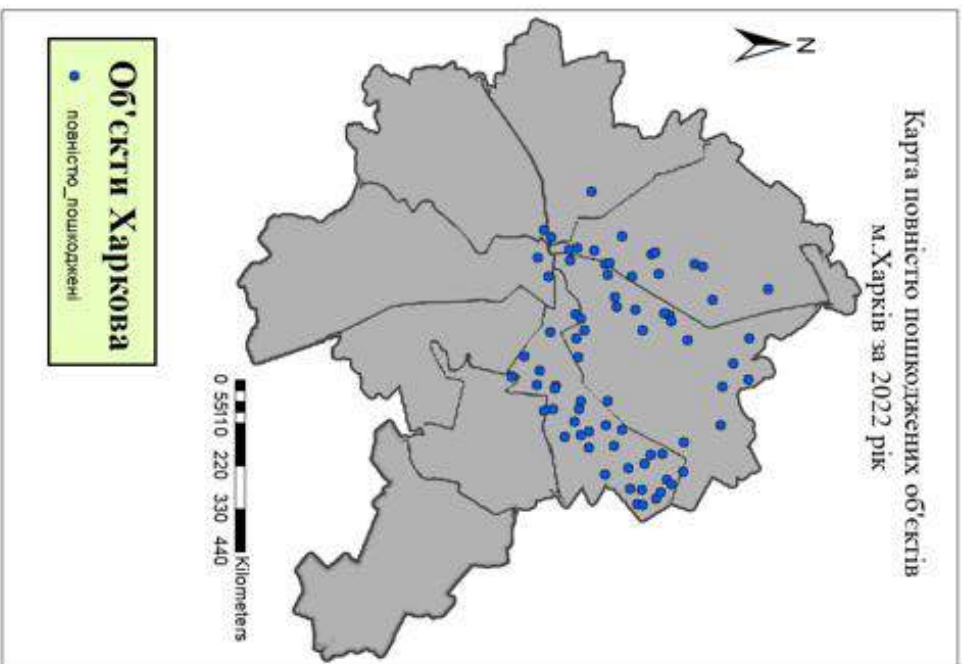 Карта повністю пошкоджених об'єктів
м.Харків за 2022 рік
N
Об'єкти Харкова
повністю_пошкоджені
Kilometers
0 55110 220 330 440